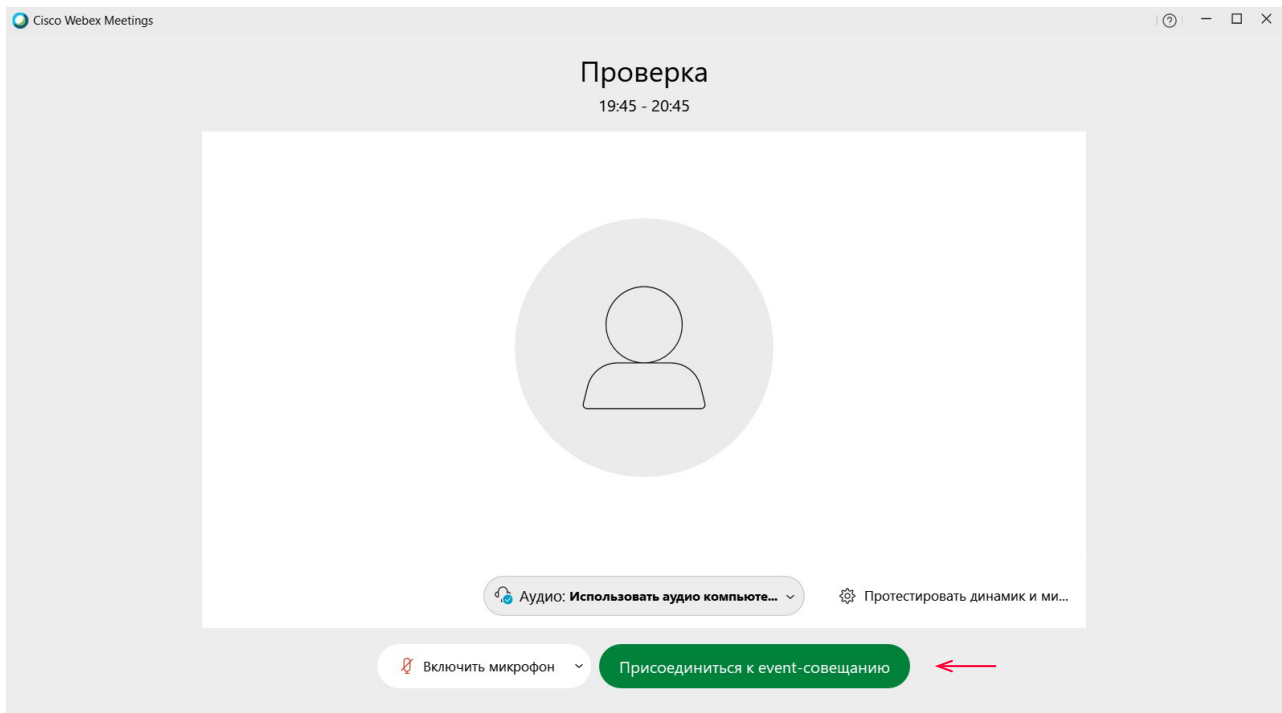 Cisco Webex Meetings
Проверка
19:45 - 20:45
Аудио: Использовать аудио компьюте...
Протестировать динамик и ми...
Включить микрофон
Присоединиться к event-совещанию